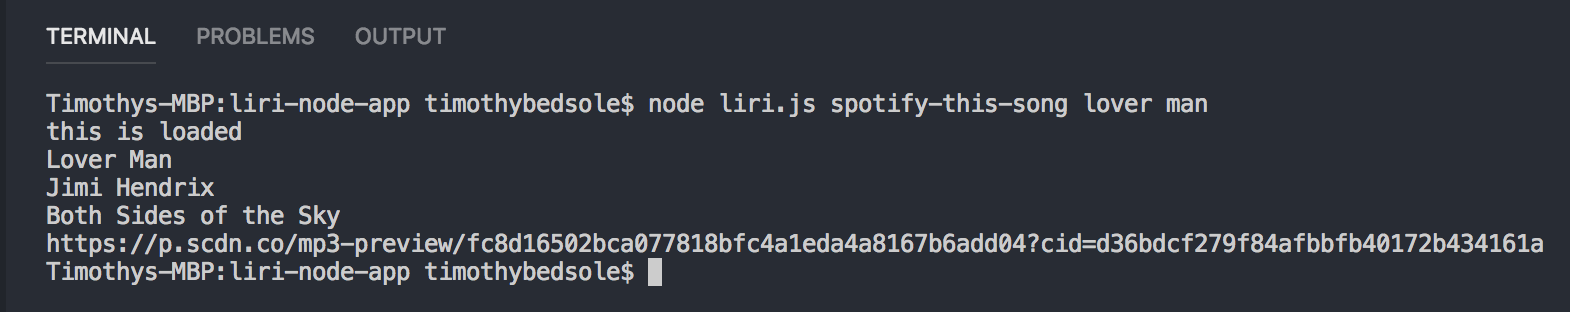 TERMINAL PROBLEMS OUTPUT
Timothys-MBP:liri-node-app timothybedsole$ node liri.js spotify-this-song lover man
this is loaded
Lover Man
Jimi Hendrix
Both Sides of the Sky
https://p.scdn.co/mp3-preview/fc8d16502bca077818bfc4a1eda4a8167b6add04?cid=d36bdcf279f84afbbfb40172b434161a
Timothys-MBP:liri-node-app timothybedsole$